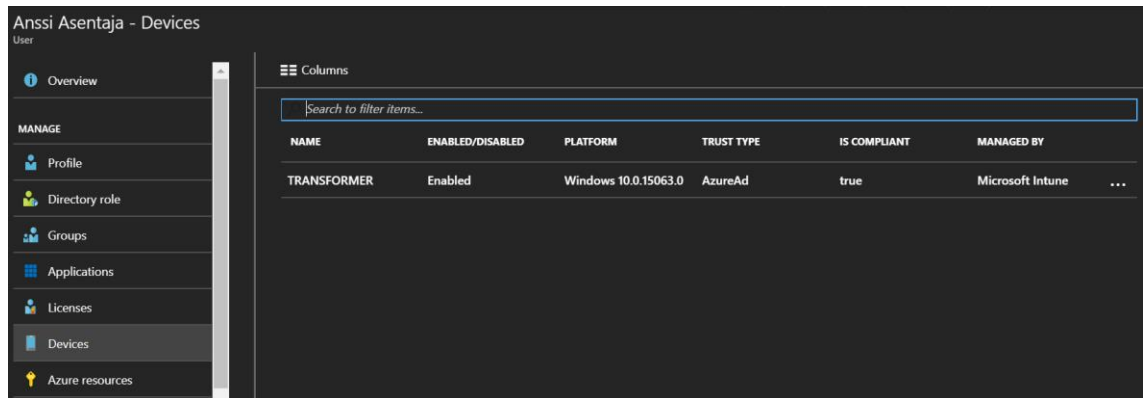 Anssi Asentaja - Devices
User
Overview
MANAGE
Profile
Directory role
Groups
Applications
Licenses
Devices
Azure resources
Columns
Search to filter items...
NAME ENABLED/DISABLED PLATFORM TRUST TYPE IS COMPLIANT MANAGED BY
TRANSFORMER Enabled Windows 10.0.15063.0 AzureAd true Microsoft Intune ...